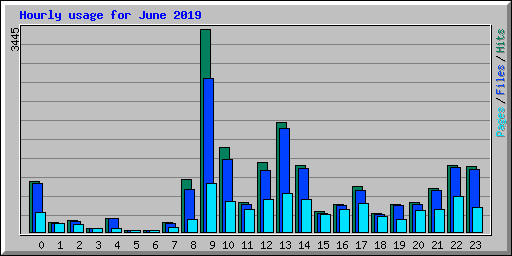 Hourly usage for June 2019
3445
Pages/Files/Hits
0 1 2 3 4 5 6 7 8 9 10 11 12 13 14 15 16 17 18 19 20 21 22 23